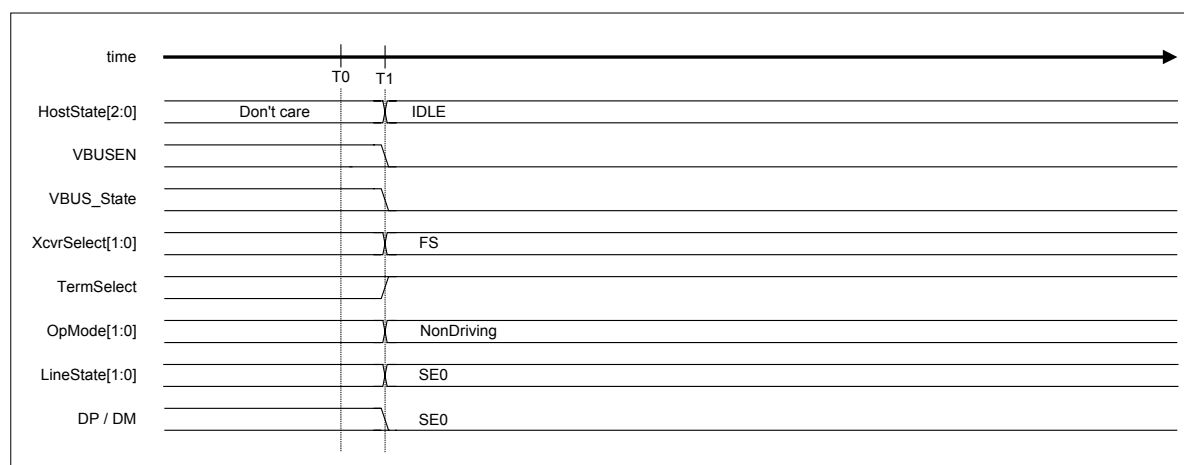 time
T0 T1
HostState[2:0] Don't care IDLE
VBUSEN
VBUS_State
XcvrSelect[1:0] FS
TermSelect
OpMode[1:0] NonDriving
LineState[1:0] SE0
DP / DM SE0